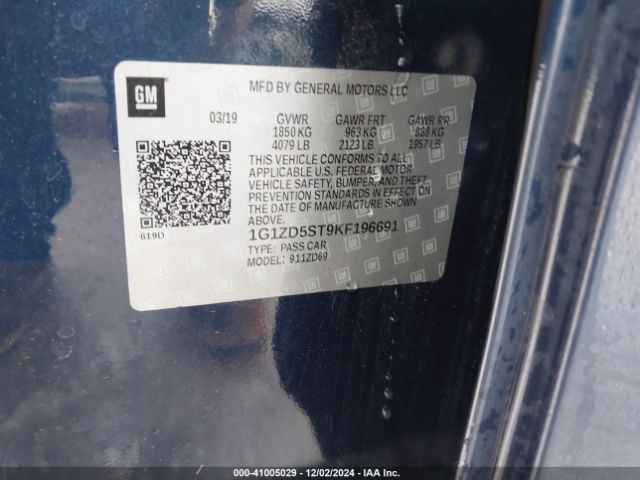 GM
MFD BY GENERAL MOTORS LLC
03/19 GVWR GAWR FRT GAWR RR
1850 KG 963 KG 888 KG
4079 LB 2123 LB 1957 LB
THIS VEHICLE CONFORMS TO ALL
APPLICABLE U.S. FEDERAL MOTOR
VEHICLE SAFETY, BUMPER, AND THEFT
PREVENTION STANDARDS IN EFFECT ON
THE DATE OF MANUFACTURE SHOWN
ABOVE.
619D
1G1ZD5ST9KF196691
TYPE: PASS CAR
MODEL: 911ZD69
000-41005029 - 12/02/2024 - IAA Inc.